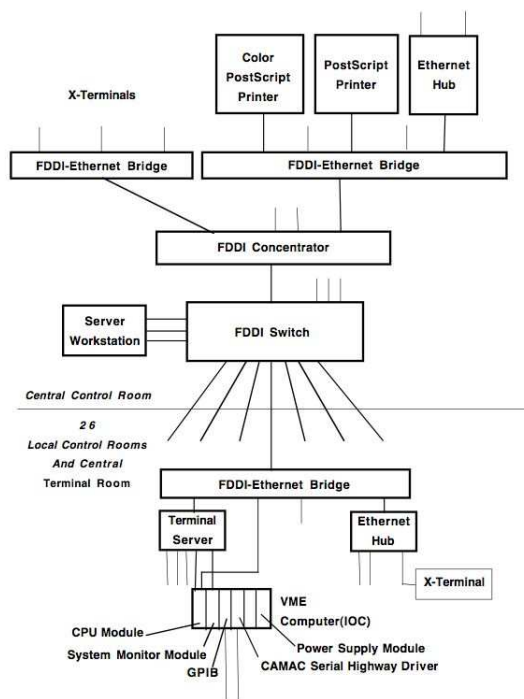 Color
PostScript
Printer
PostScript
Printer
Ethernet
Hub
X-Terminals
FDDI-Ethernet Bridge
FDDI-Ethernet Bridge
FDDI Concentrator
Server
Workstation
FDDI Switch
Central Control Room
26
Local Control Rooms
And Central
Terminal Room
FDDI-Ethernet Bridge
Terminal
Server
Ethernet
Hub
X-Terminal
VME
Computer(IOC)
CPU Module
System Monitor Module
GPIB
Power Supply Module
CAMAC Serial Highway Driver